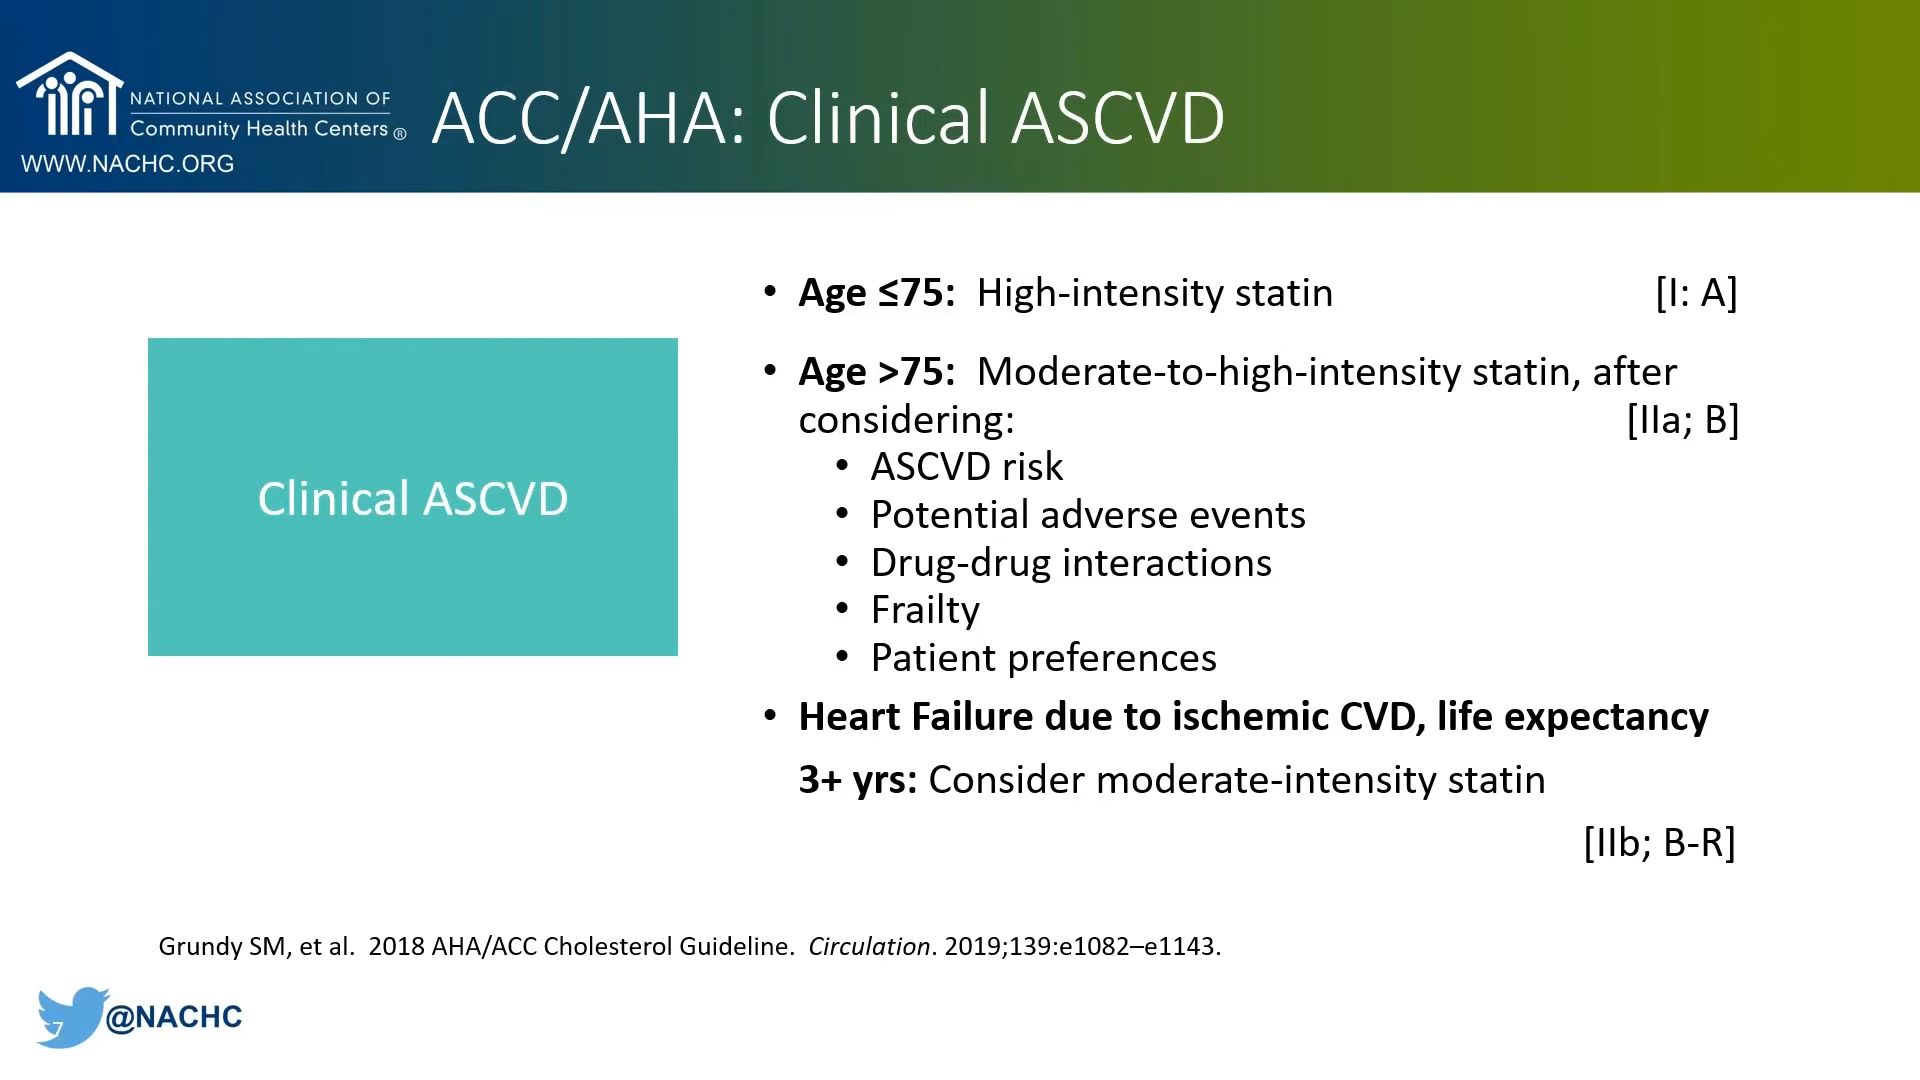 NATIONAL ASSOCIATION OF
Community Health Centers ®
WWW.NACHC.ORG
ACC/AHA: Clinical ASCVD
Clinical ASCVD
• Age ≤75: High-intensity statin [I: A]
• Age >75: Moderate-to-high-intensity statin, after
considering: [IIa; B]
• ASCVD risk
• Potential adverse events
• Drug-drug interactions
• Frailty
• Patient preferences
• Heart Failure due to ischemic CVD, life expectancy
3+ yrs: Consider moderate-intensity statin
[IIb; B-R]
Grundy SM, et al. 2018 AHA/ACC Cholesterol Guideline. Circulation. 2019;139:e1082–e1143.
7
@NACHC